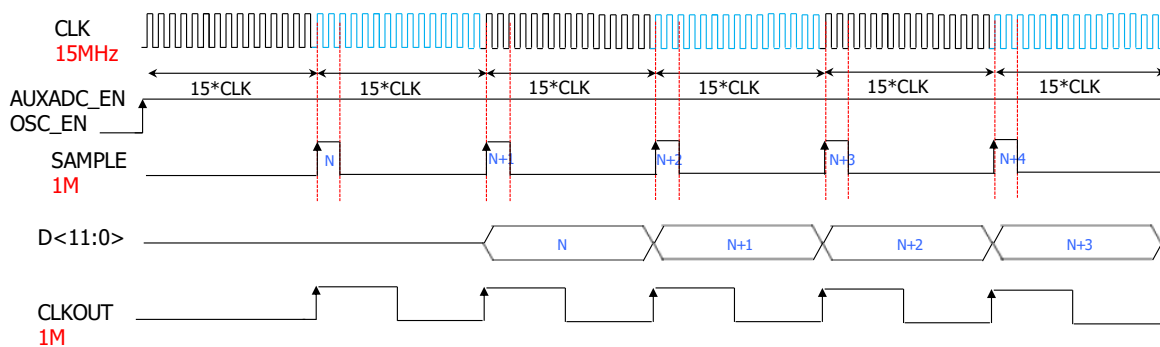 CLK
15MHz
15*CLK 15*CLK 15*CLK 15*CLK 15*CLK 15*CLK
AUXADC_EN
OSC_EN
SAMPLE
1M
N N+1 N+2 N+3 N+4
D<11:0>
N N+1 N+2 N+3
CLKOUT
1M